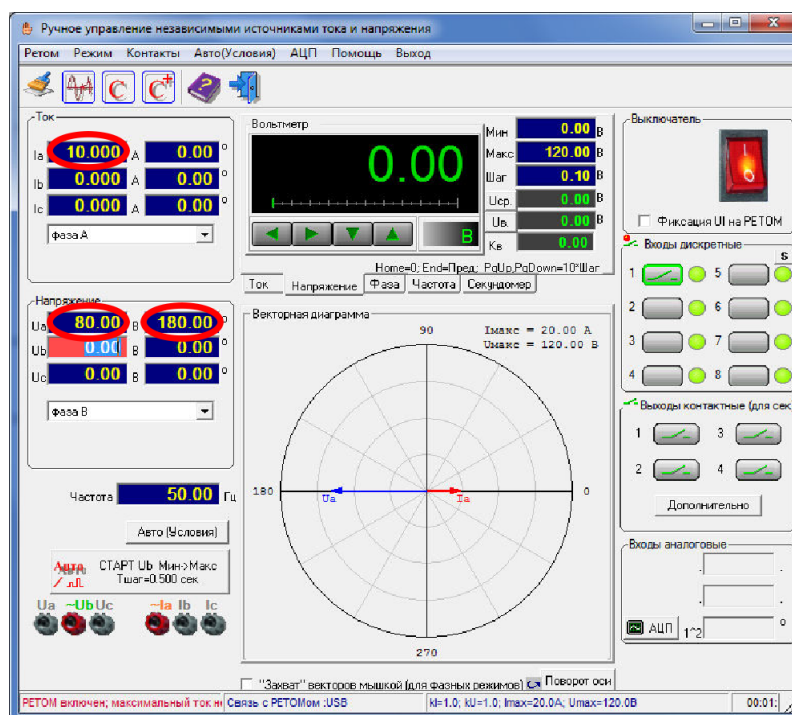 Ручное управление независимыми источниками тока и напряжения
Ретом Режим Контакты Авто(Условия) АЦП Помощь Выход
Ток
Ia 10.000 A 0.00 °
Ib 0.000 A 0.00 °
Ic 0.000 A 0.00 °
фаза A
Напряжение
Ua 80.00 В 180.00 °
Ub 0.00 В 0.00 °
Uc 0.00 В 0.00 °
фаза B
Частота 50.00 Гц
Авто (Условия)
Авто СТАРТ Ub Мин->Макс
Тшаг=0.500 сек
Ua ~Ub Uc ~Ia Ib Ic
Вольтметр
0.00
В
Мин 0.00 В
Макс 120.00 В
Шаг 0.10 В
Uср. 0.00 В
Uв. 0.00 В
Кв 0.00
Home=0; End=Пред; PgUp,PgDown=10*Шаг
Ток Напряжение Фаза Частота Секундомер
Векторная диаграмма
Iмакс = 20.00 A
Uмакс = 120.00 В
90
180
0
270
Ua
Ia
"Захват" векторов мышкой (для фазных режимов)
Поворот оси
Выключатель
Фиксация UI на РЕТОМ
Входы дискретные
S
1 5
2 6
3 7
4 8
Выходы контактные (для сек
1 3
2 4
Дополнительно
Входы аналоговые
АЦП 1^2 °
РЕТОМ включен; максимальный ток н
Связь с РЕТОМом :USB
kI=1.0; kU=1.0; Imax=20.0A; Umax=120.0В
00:01: